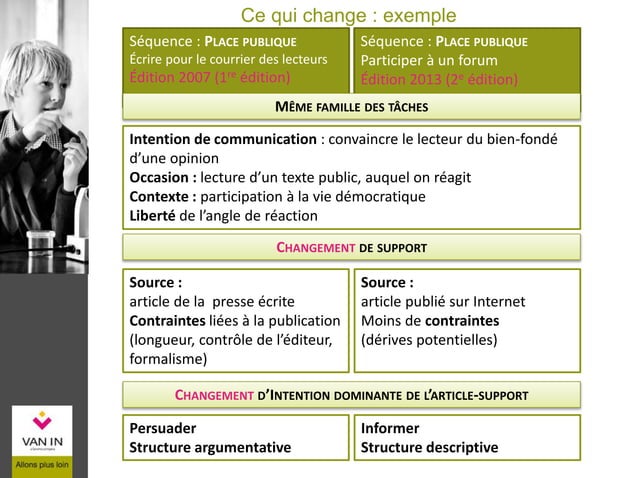 Ce qui change : exemple
Séquence : PLACE PUBLIQUE
Écrire pour le courrier des lecteurs
Édition 2007 (1re édition)
Séquence : PLACE PUBLIQUE
Participer à un forum
Édition 2013 (2e édition)
MÊME FAMILLE DES TÂCHES
Intention de communication : convaincre le lecteur du bien-fondé
d’une opinion
Occasion : lecture d’un texte public, auquel on réagit
Contexte : participation à la vie démocratique
Liberté de l’angle de réaction
CHANGEMENT DE SUPPORT
Source :
article de la presse écrite
Contraintes liées à la publication
(longueur, contrôle de l’éditeur,
formalisme)
Source :
article publié sur Internet
Moins de contraintes
(dérives potentielles)
CHANGEMENT D’INTENTION DOMINANTE DE L’ARTICLE-SUPPORT
Persuader
Structure argumentative
Informer
Structure descriptive
VAN IN
Allons plus loin